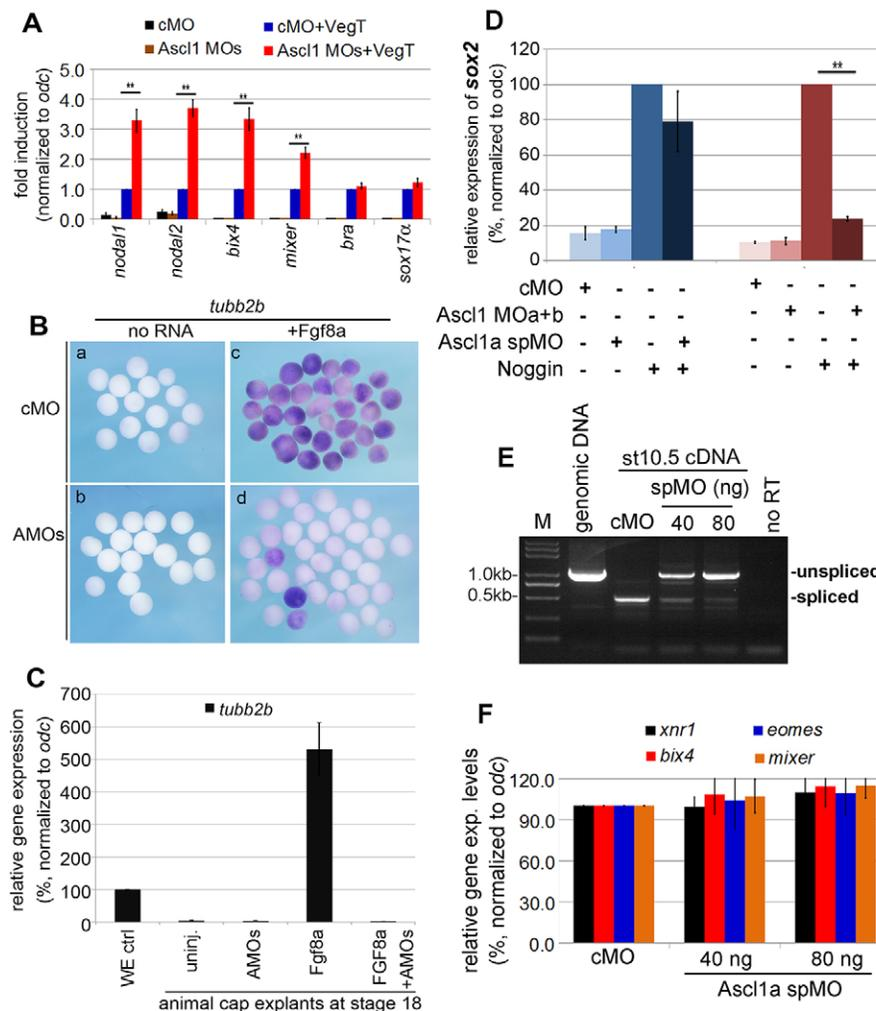 A
cMO
cMO+VegT
Ascl1 MOs
Ascl1 MOs+VegT
fold induction
(normalized to odc)
5.0
4.0
3.0
2.0
1.0
0.0
**
**
**
**
nodal1
nodal2
bix4
mixer
bra
sox17α
B
tubb2b
no RNA
+Fgf8a
cMO
AMOs
a
c
b
d
C
relative gene expression
(%, normalized to odc)
700
600
500
400
300
200
100
0
tubb2b
WE ctrl
uninj.
AMOs
Fgf8a
FGF8a
+AMOs
animal cap explants at stage 18
D
relative expression of sox2
(%, normalized to odc)
120
100
80
60
40
20
0
**
cMO + - - - + - - -
Ascl1 MOa+b - - - - - + - +
Ascl1a spMO - + - + - - - -
Noggin - - + + - - + +
E
genomic DNA
st10.5 cDNA
spMO (ng)
no RT
M
cMO
40
80
1.0kb-
0.5kb-
-unspliced
-spliced
F
xnr1
eomes
bix4
mixer
relative gene exp. levels
(%, normalized to odc)
120.0
90.0
60.0
30.0
0.0
cMO
40 ng
80 ng
Ascl1a spMO